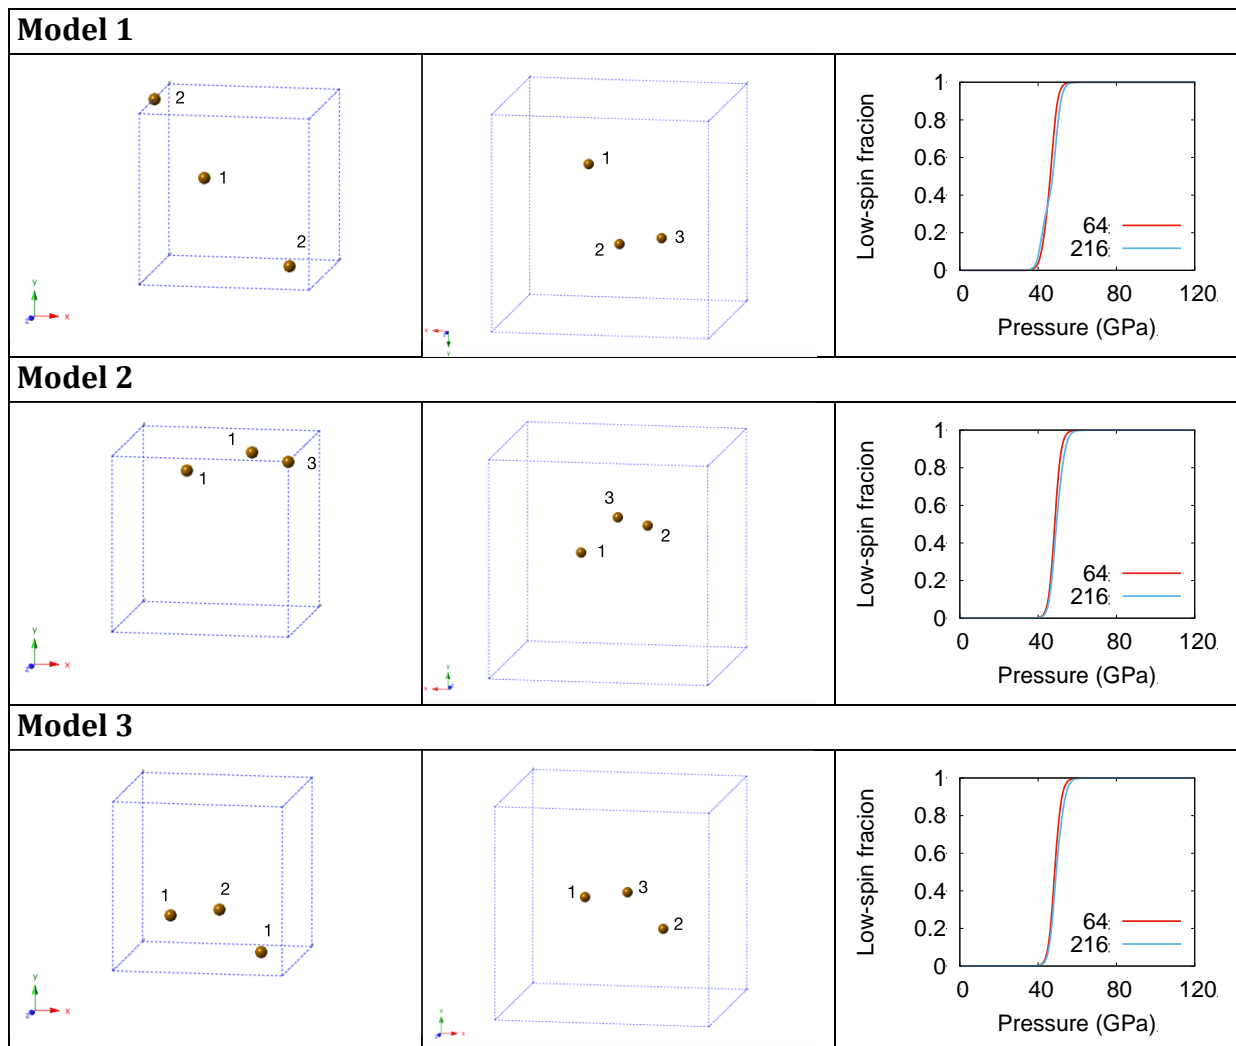 Model 1
2
1
2
y
x
z
1
2
3
x
z
y
1
0.8
0.6
0.4
0.2
0
Low-spin fracion
64
216
0 40 80 120
Pressure (GPa)
Model 2
1
1
3
y
x
z
3
2
1
y
x
z
1
0.8
0.6
0.4
0.2
0
Low-spin fracion
64
216
0 40 80 120
Pressure (GPa)
Model 3
1
2
1
y
x
z
1
3
2
y
x
z
1
0.8
0.6
0.4
0.2
0
Low-spin fracion
64
216
0 40 80 120
Pressure (GPa)